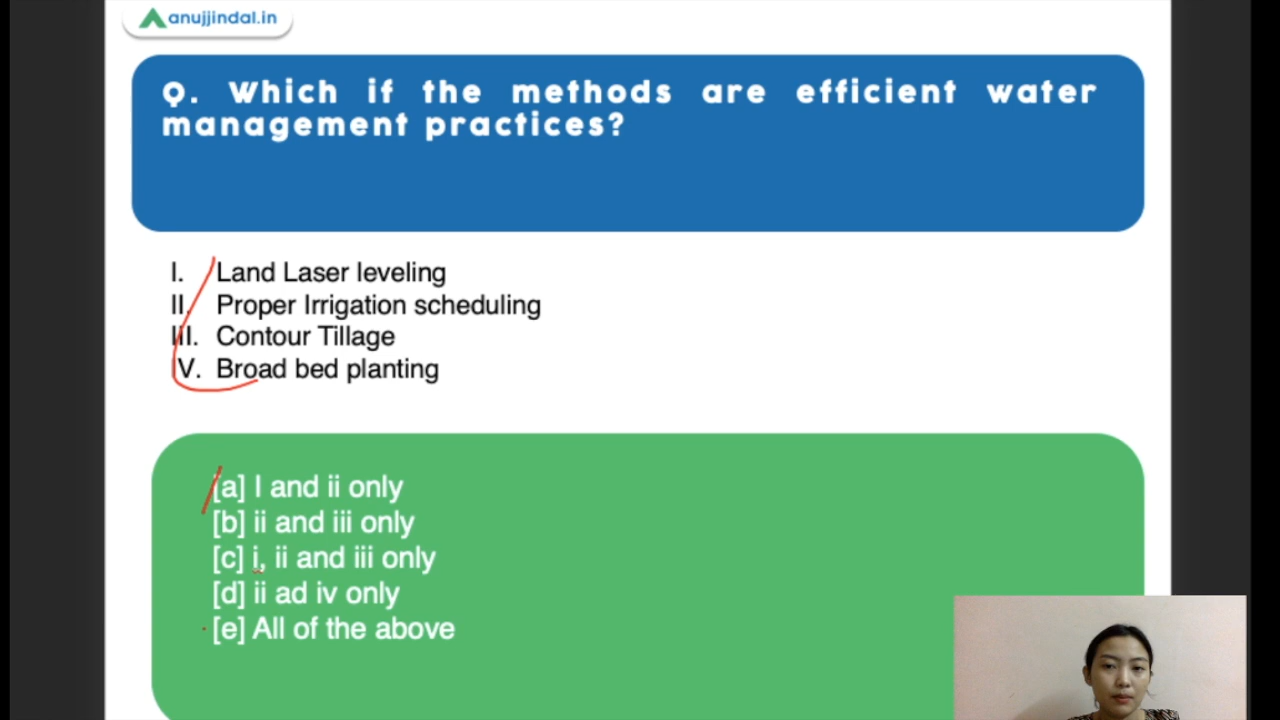 anujjindal.in
Q. Which if the methods are efficient water
management practices?
I. Land Laser leveling
II. Proper Irrigation scheduling
III. Contour Tillage
IV. Broad bed planting
[a] I and ii only
[b] ii and iii only
[c] i, ii and iii only
[d] ii ad iv only
[e] All of the above